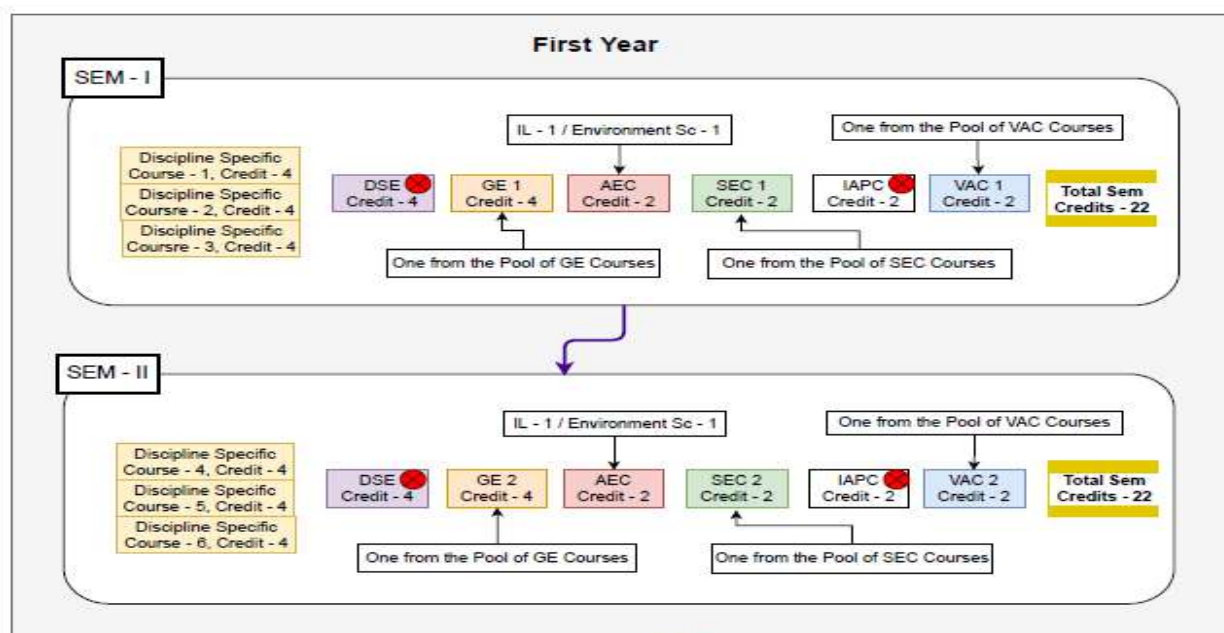 First Year
SEM - I
IL - 1 / Environment Sc - 1
One from the Pool of VAC Courses
Discipline Specific
Course - 1, Credit - 4
Discipline Specific
Coursre - 2, Credit - 4
Discipline Specific
Coursre - 3, Credit - 4
DSE
Credit - 4
GE 1
Credit - 4
AEC
Credit - 2
SEC 1
Credit - 2
IAPC
Credit - 2
VAC 1
Credit - 2
Total Sem
Credits - 22
One from the Pool of GE Courses
One from the Pool of SEC Courses
SEM - II
IL - 1 / Environment Sc - 1
One from the Pool of VAC Courses
Discipline Specific
Course - 4, Credit - 4
Discipline Specific
Course - 5, Credit - 4
Discipline Specific
Course - 6, Credit - 4
DSE
Credit - 4
GE 2
Credit - 4
AEC
Credit - 2
SEC 2
Credit - 2
IAPC
Credit - 2
VAC 2
Credit - 2
Total Sem
Credits - 22
One from the Pool of GE Courses
One from the Pool of SEC Courses